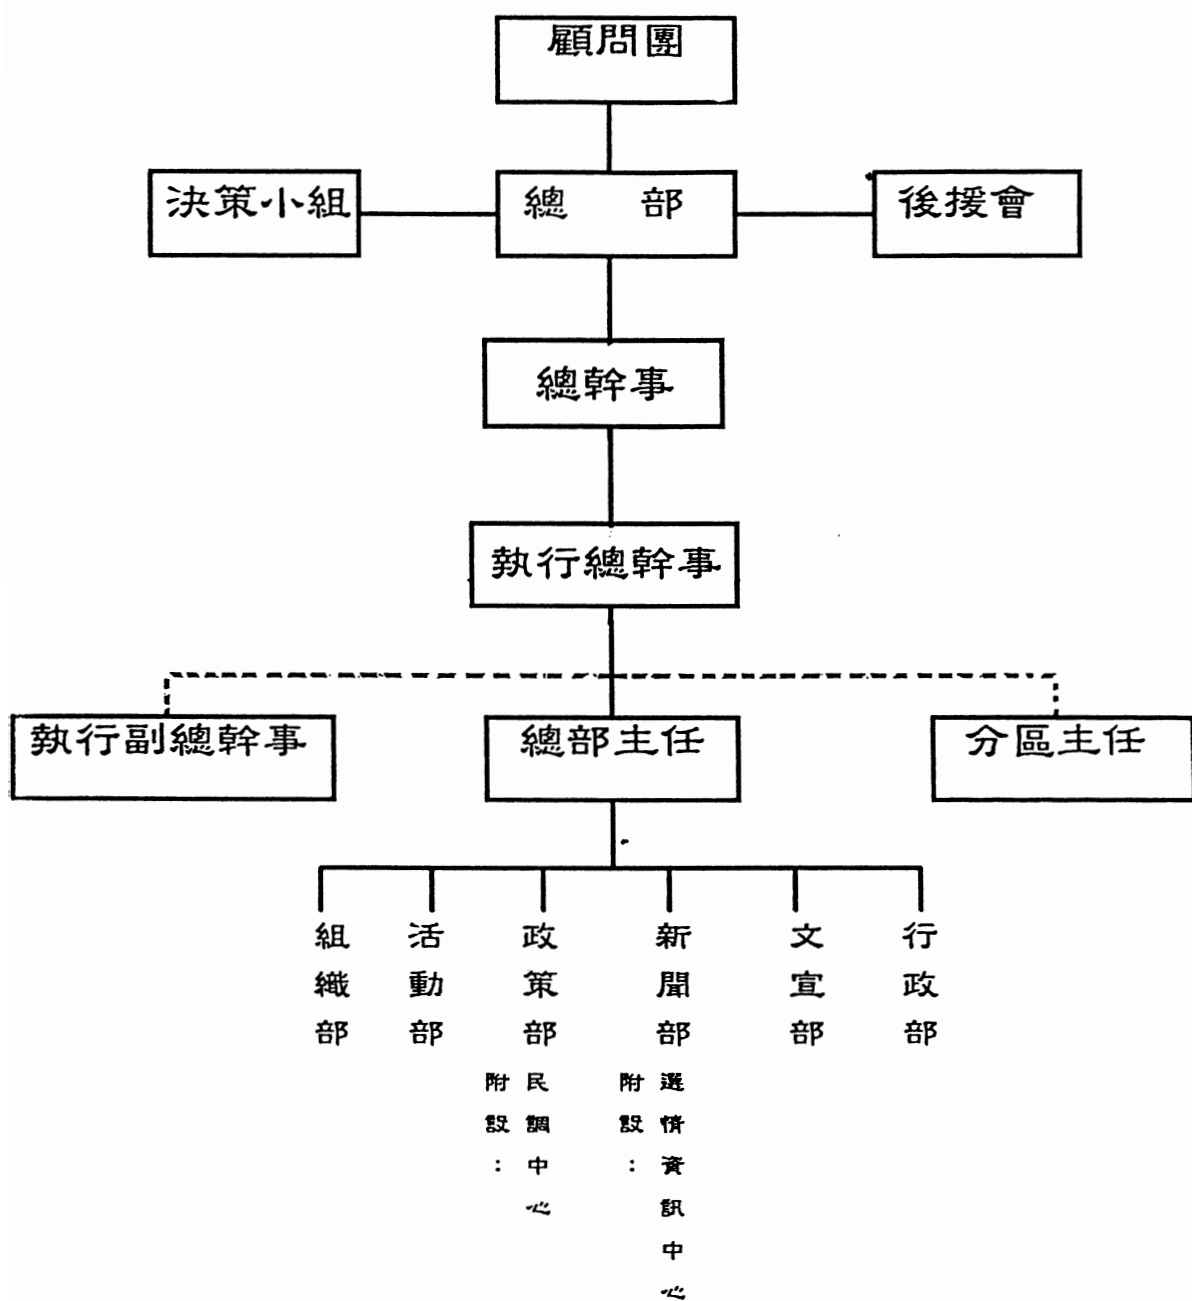 顧問團
決策小組
總部
後援會
總幹事
執行總幹事
執行副總幹事
總部主任
分區主任
組織部
活動部
政策部
附設：
民調中心
新聞部
附設：
選情資訊中心
文宣部
行政部